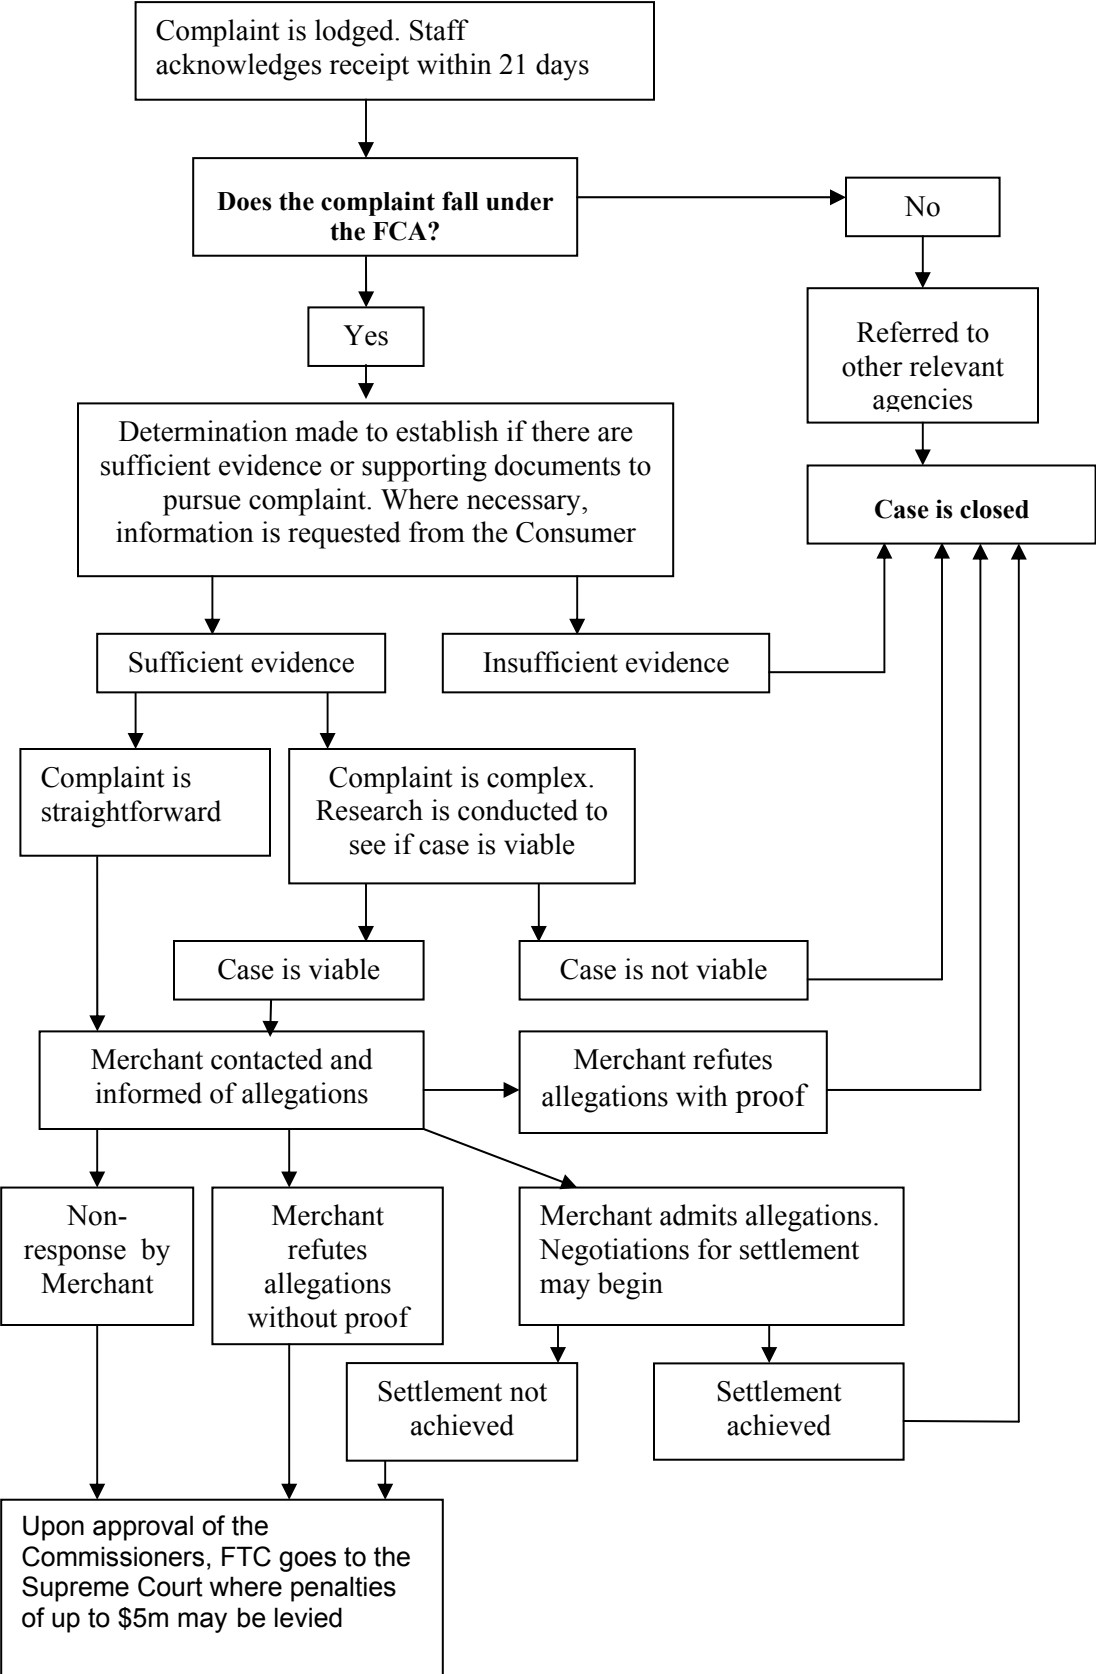 Complaint is lodged. Staff
acknowledges receipt within 21 days
Does the complaint fall under
the FCA?
No
Yes
Referred to
other relevant
agencies
Determination made to establish if there are
sufficient evidence or supporting documents to
pursue complaint. Where necessary,
information is requested from the Consumer
Case is closed
Sufficient evidence
Insufficient evidence
Complaint is
straightforward
Complaint is complex.
Research is conducted to
see if case is viable
Case is viable
Case is not viable
Merchant contacted and
informed of allegations
Merchant refutes
allegations with proof
Non-
response by
Merchant
Merchant
refutes
allegations
without proof
Merchant admits allegations.
Negotiations for settlement
may begin
Settlement not
achieved
Settlement
achieved
Upon approval of the
Commissioners, FTC goes to the
Supreme Court where penalties
of up to $5m may be levied